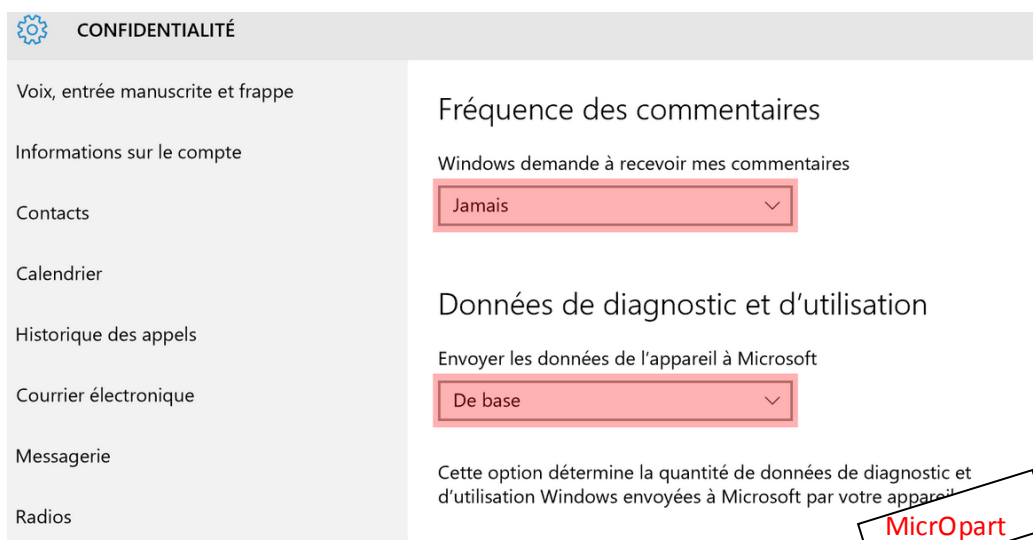 CONFIDENTIALITÉ
Voix, entrée manuscrite et frappe
Informations sur le compte
Contacts
Calendrier
Historique des appels
Courrier électronique
Messagerie
Radios
Fréquence des commentaires
Windows demande à recevoir mes commentaires
Jamais
Données de diagnostic et d’utilisation
Envoyer les données de l’appareil à Microsoft
De base
Cette option détermine la quantité de données de diagnostic et
d’utilisation Windows envoyées à Microsoft par votre appareil
MicrOpart